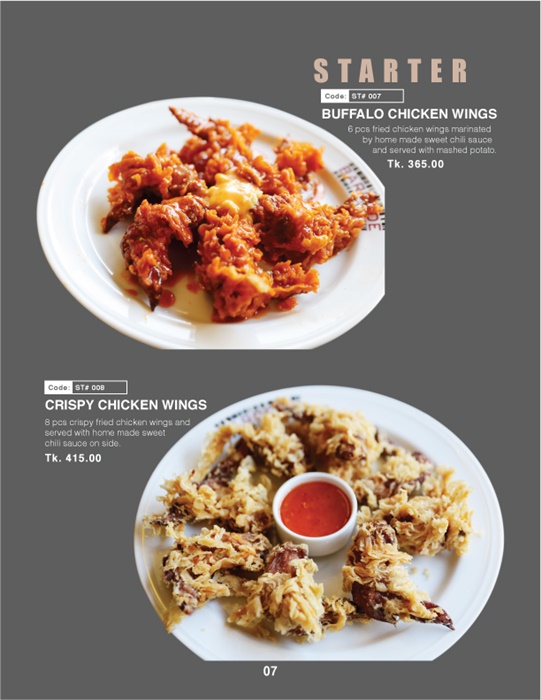 STARTER
Code: ST# 007
BUFFALO CHICKEN WINGS
6 pcs fried chicken wings marinated
by home made sweet chili sauce
and served with mashed potato.
Tk. 365.00
Code: ST# 008
CRISPY CHICKEN WINGS
8 pcs crispy fried chicken wings and
served with home made sweet
chili sauce on side.
Tk. 415.00
07